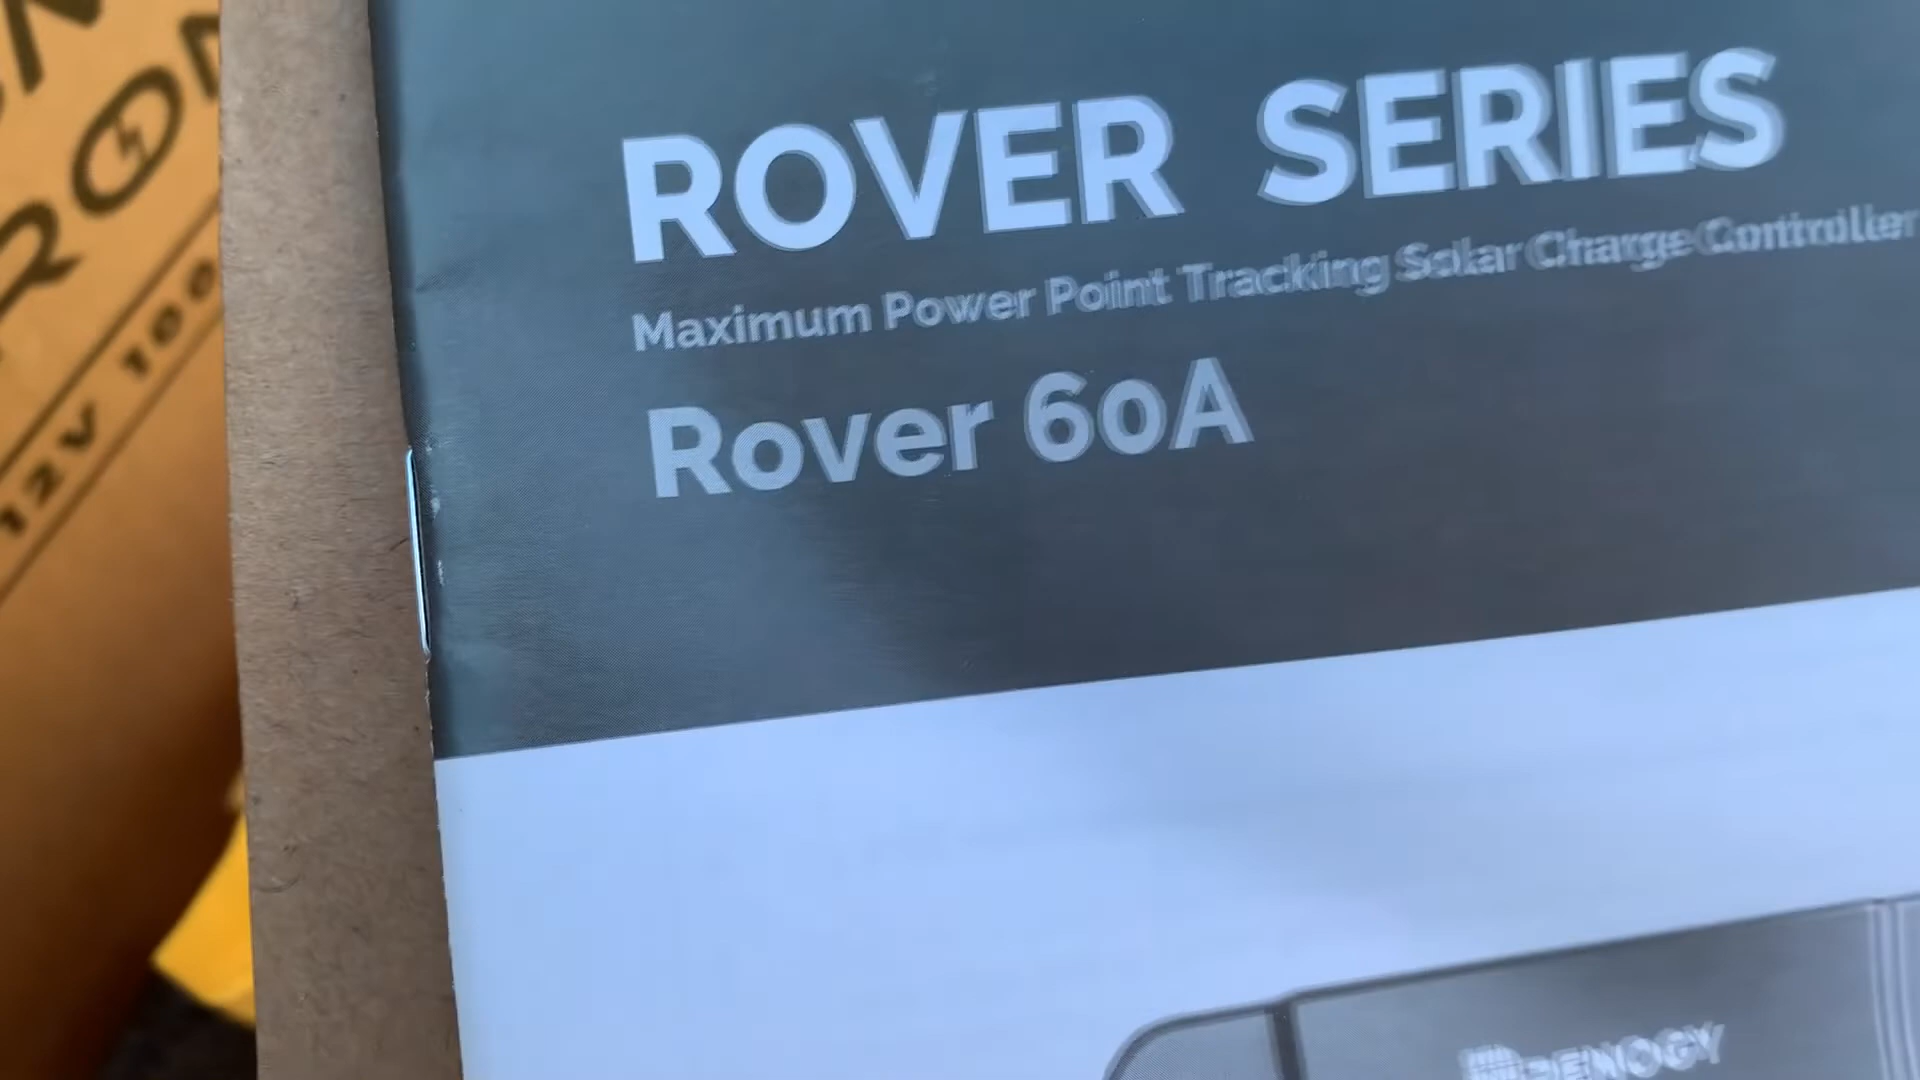 ROVER SERIES
Maximum Power Point Tracking Solar Charge Controller
Rover 60A
RENOGY
12V 100